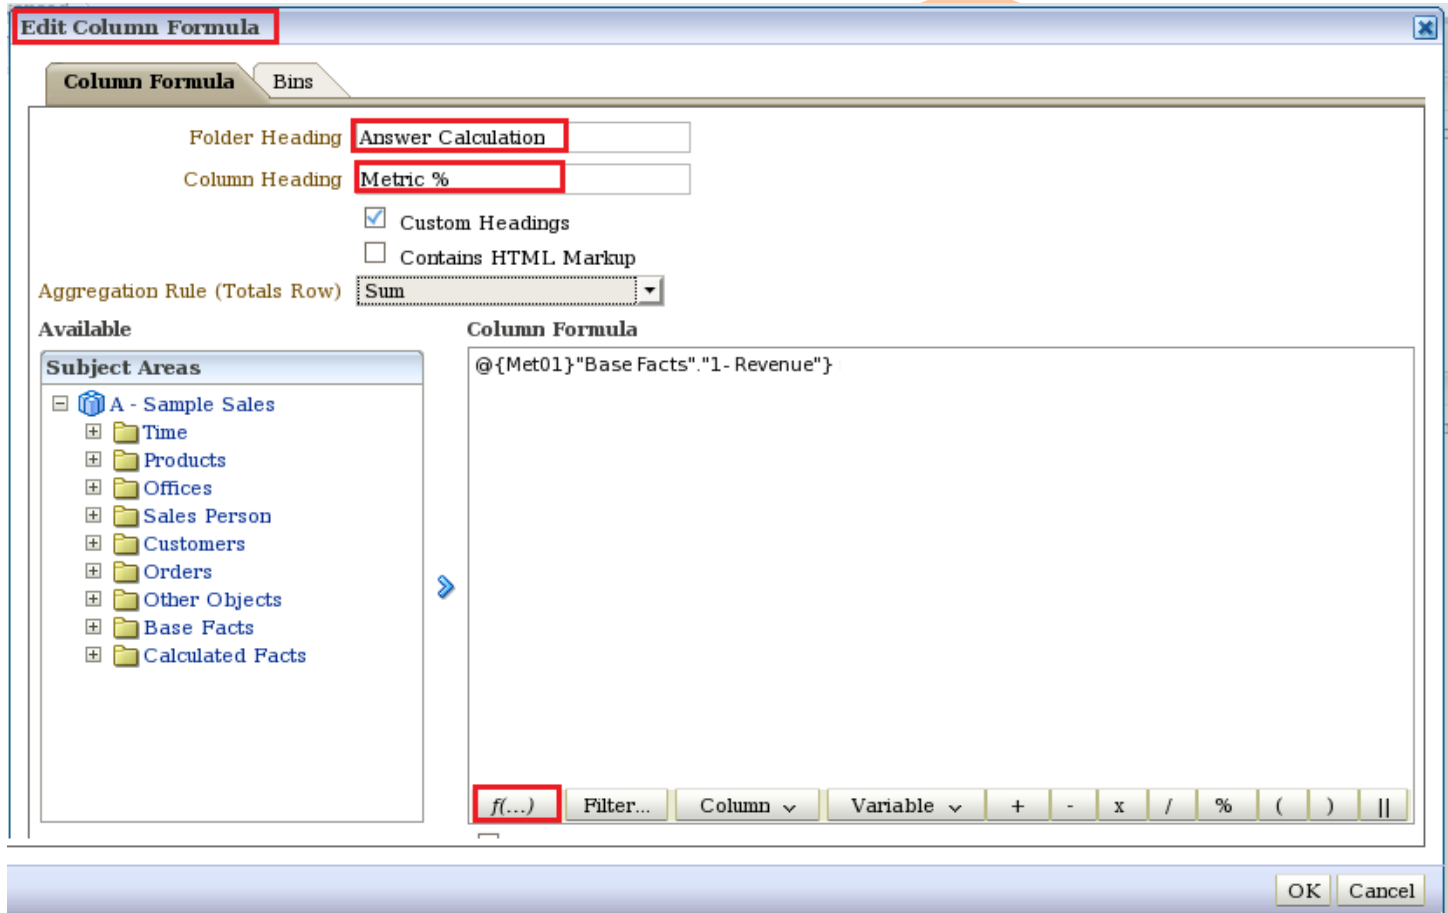 Edit Column Formula
Column Formula Bins
Folder Heading Answer Calculation
Column Heading Metric %
Custom Headings
Contains HTML Markup
Aggregation Rule (Totals Row) Sum
Available Column Formula
Subject Areas
@{Met01}"Base Facts"."1- Revenue"}
A - Sample Sales
Time
Products
Offices
Sales Person
Customers
Orders
Other Objects
Base Facts
Calculated Facts
f(...) Filter... Column Variable + - x / % ( ) ||
OK Cancel